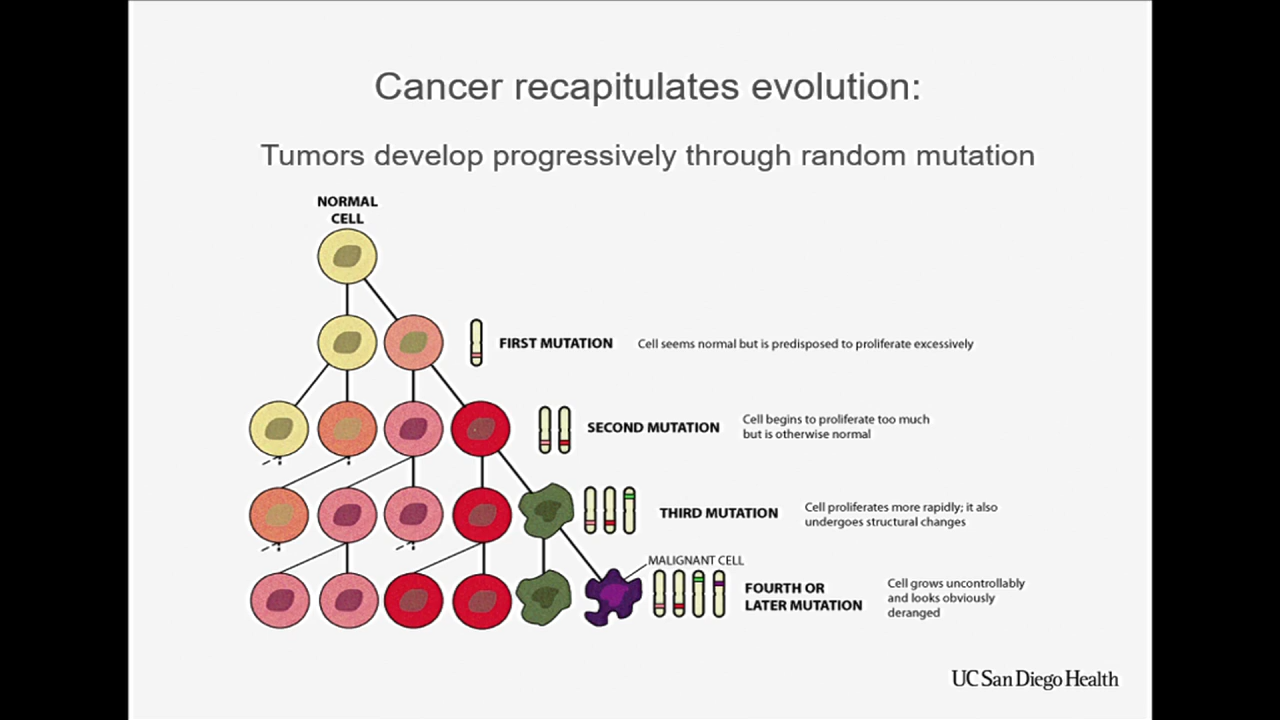 Cancer recapitulates evolution:
Tumors develop progressively through random mutation
NORMAL
CELL
FIRST MUTATION
Cell seems normal but is predisposed to proliferate excessively
SECOND MUTATION
Cell begins to proliferate too much
but is otherwise normal
THIRD MUTATION
Cell proliferates more rapidly; it also
undergoes structural changes
MALIGNANT CELL
FOURTH OR
LATER MUTATION
Cell grows uncontrollably
and looks obviously
deranged
UC San Diego Health